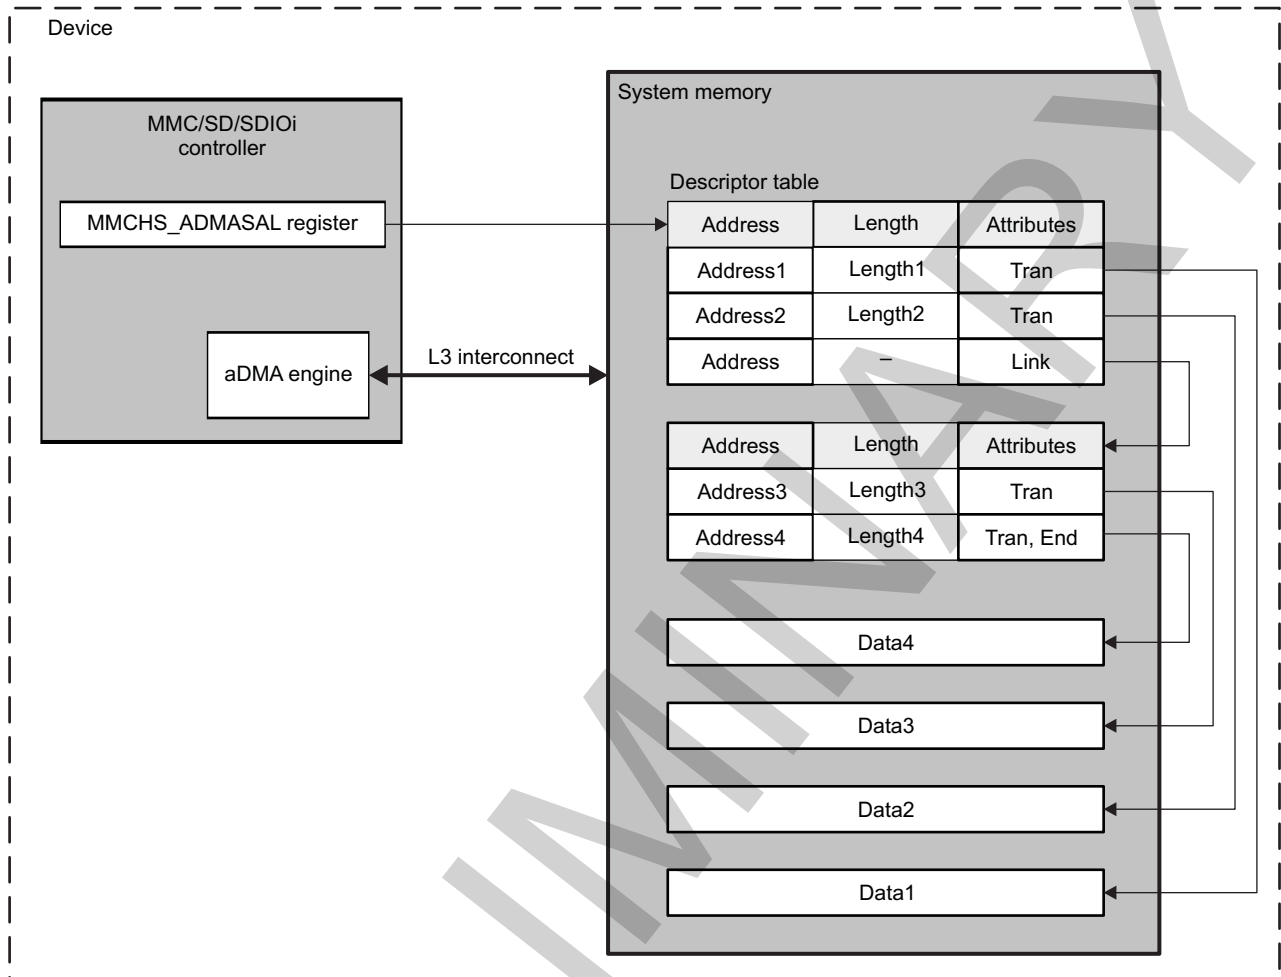 Device
System memory
MMC/SD/SDIOi
controller
MMCHS_ADMASAL register
aDMA engine
L3 interconnect
Descriptor table
Address Length Attributes
Address1 Length1 Tran
Address2 Length2 Tran
Address – Link
Address Length Attributes
Address3 Length3 Tran
Address4 Length4 Tran, End
Data4
Data3
Data2
Data1
IMINARY